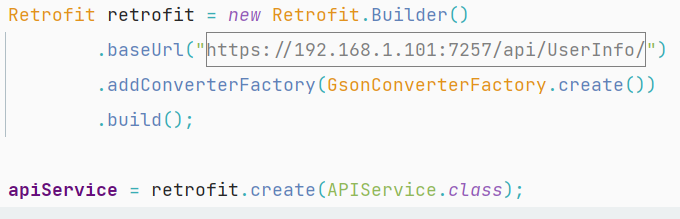 Retrofit retrofit = new Retrofit.Builder()
.baseUrl("https://192.168.1.101:7257/api/UserInfo/")
.addConverterFactory(GsonConverterFactory.create())
.build();
apiService = retrofit.create(APIService.class);